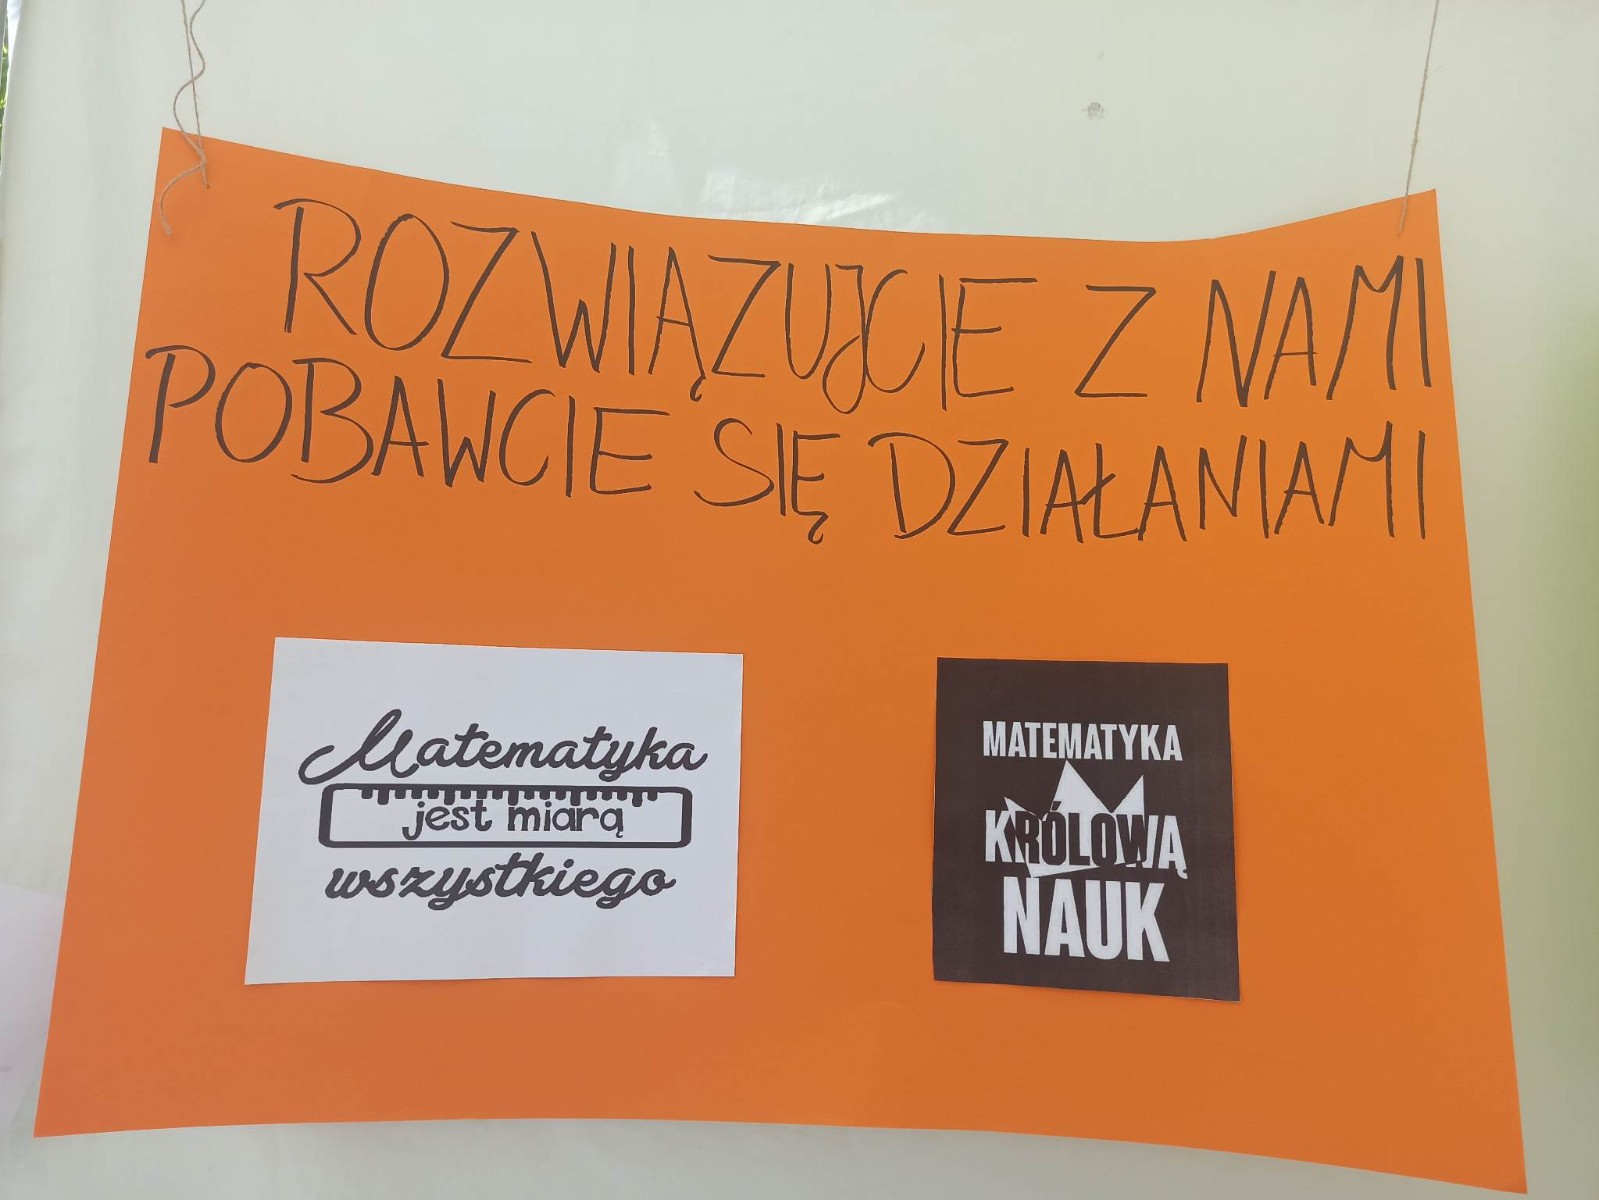 ROZWIĄZUJCIE Z NAMI
POBAWCIE SIĘ DZIAŁANIAMI
Matematyka
jest miarą
wszystkiego
MATEMATYKA
KRÓLOWĄ
NAUK